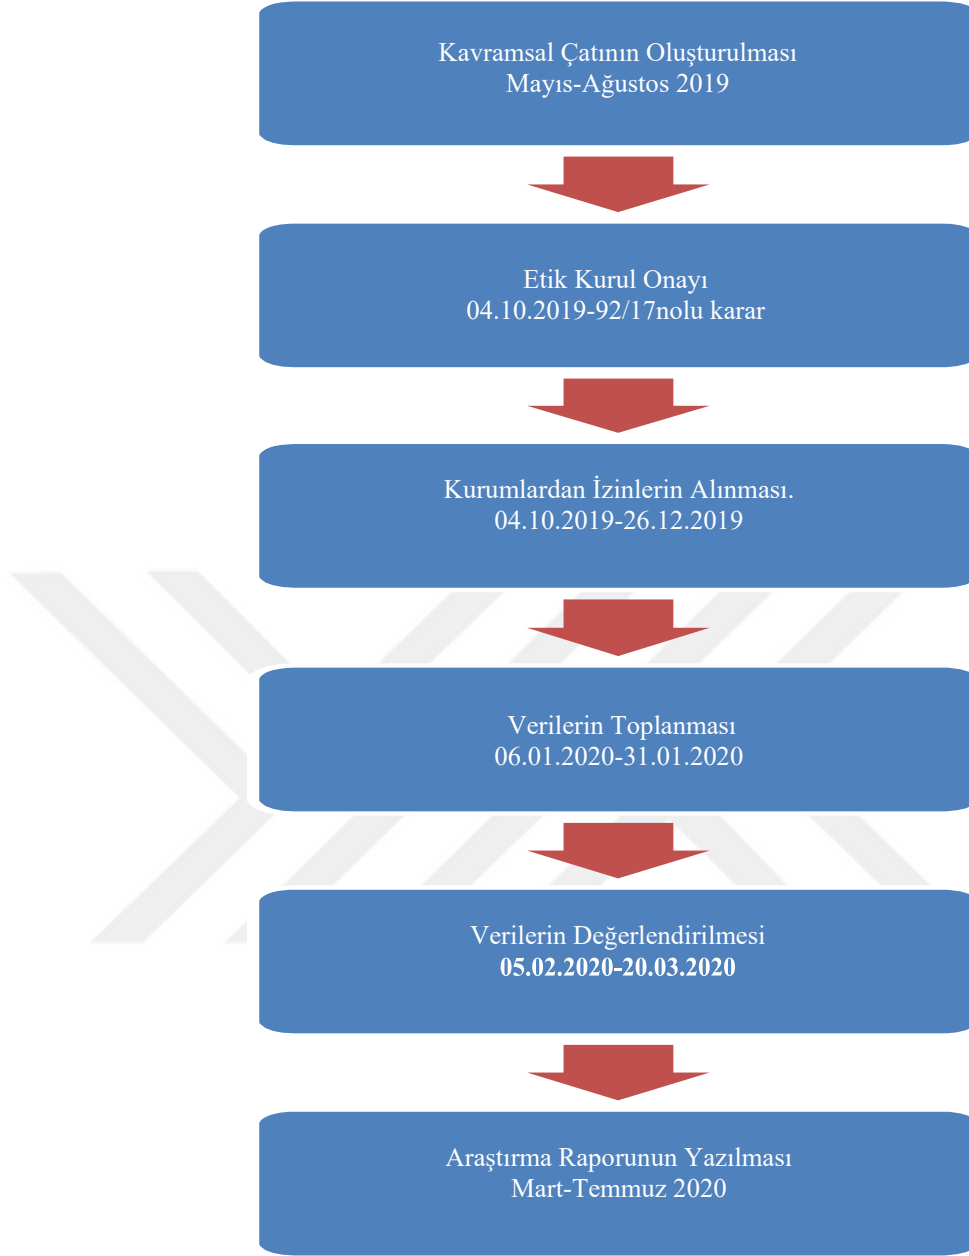 Kavramsal Çatının Oluşturulması
Mayıs-Ağustos 2019
Etik Kurul Onayı
04.10.2019-92/17nolu karar
Kurumlardan İzinlerin Alınması.
04.10.2019-26.12.2019
Verilerin Toplanması
06.01.2020-31.01.2020
Verilerin Değerlendirilmesi
05.02.2020-20.03.2020
Araştırma Raporunun Yazılması
Mart-Temmuz 2020